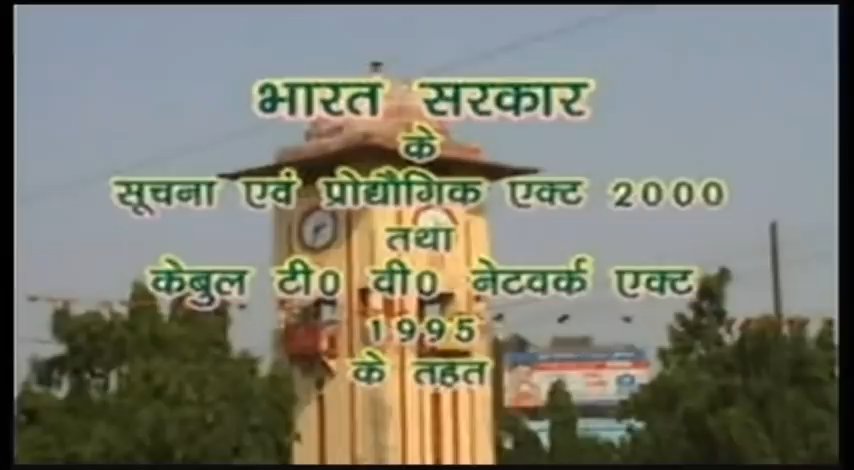 भारत सरकार
के
सूचना एवं प्रोद्यौगिक एक्ट 2000
तथा
केबुल टी0 वी0 नेटवर्क एक्ट
1995
के तहत